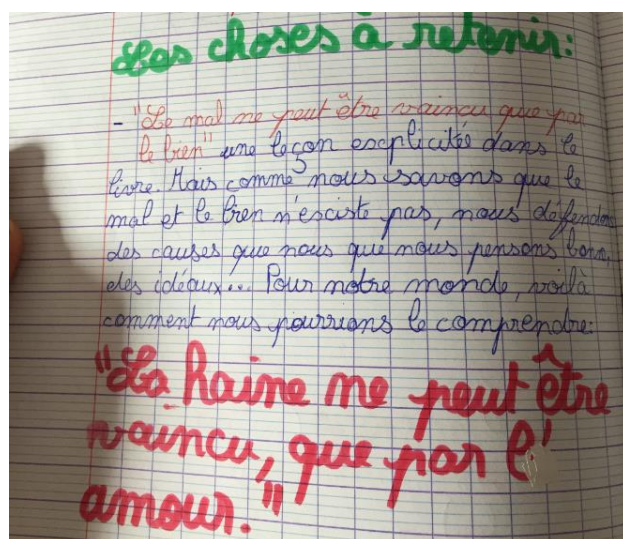 Les choses à retenir:
- "Le mal ne peut être vaincu que par
le bien" une leçon explicitée dans le
livre. Mais comme nous savons que le
mal et le bien n'esciste pas, nous défendons
des causes que nous qui nous pensons bons,
des idéaux... Pour notre monde, voilà
comment nous pourrions le comprendre:
"La haine ne peut être
vaincu, que par l'
amour."